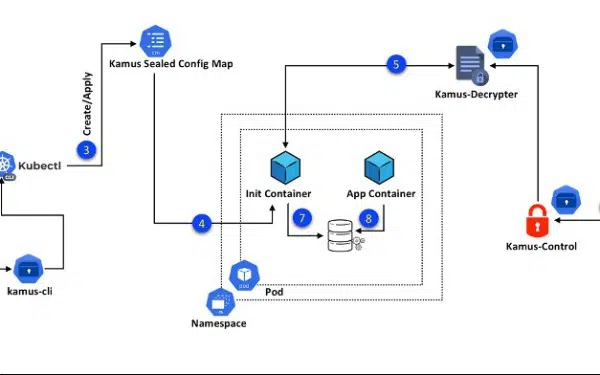 Kamus Sealed Config Map
5
Kamus-Decrypter
Create/Apply
3
Kubectl
Init Container
App Container
4
7
8
Kamus-Control
kamus-cli
pod
Pod
Namespace